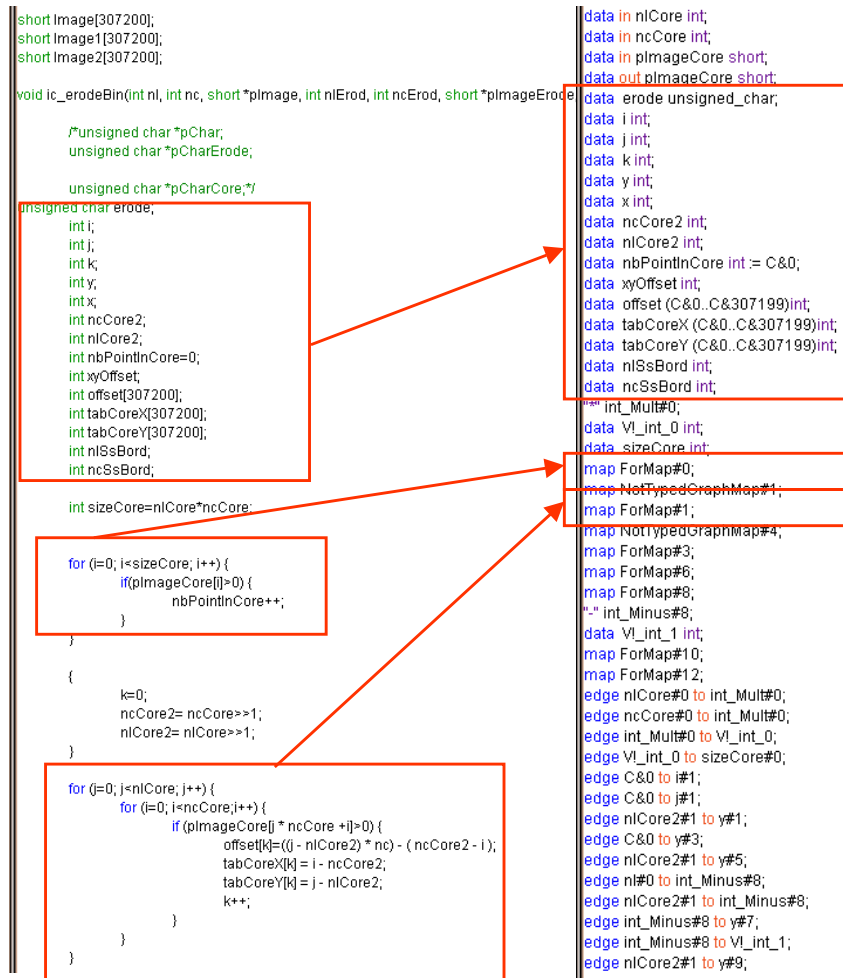 short Image[307200];
short Image1[307200];
short Image2[307200];
void ic_erodeBin(int nl, int nc, short *pImage, int nlErod, int ncErod, short *pImageErode,
/*unsigned char *pChar;
unsigned char *pCharErode;
unsigned char *pCharCore;*/
unsigned char erode;
int i;
int j;
int k;
int y;
int x;
int ncCore2;
int nlCore2;
int nbPointInCore=0;
int xyOffset;
int offset[307200];
int tabCoreX[307200];
int tabCoreY[307200];
int nlSsBord;
int ncSsBord;
int sizeCore=nlCore*ncCore;
for (i=0; i<sizeCore; i++) {
if(pImageCore[i]>0) {
nbPointInCore++;
}
}
{
k=0;
ncCore2= ncCore>>1;
nlCore2= nlCore>>1;
}
for (j=0; j<nlCore; j++) {
for (i=0; i<ncCore;i++) {
if (pImageCore[j * ncCore +i]>0) {
offset[k]=((j - nlCore2) * nc) - ( ncCore2 - i );
tabCoreX[k] = i - ncCore2;
tabCoreY[k] = j - nlCore2;
k++;
}
}
}
data in nlCore int;
data in ncCore int;
data in pImageCore short;
data out pImageCore short;
data erode unsigned_char;
data i int;
data j int;
data k int;
data y int;
data x int;
data ncCore2 int;
data nlCore2 int;
data nbPointInCore int := C&0;
data xyOffset int;
data offset (C&0..C&307199)int;
data tabCoreX (C&0..C&307199)int;
data tabCoreY (C&0..C&307199)int;
data nlSsBord int;
data ncSsBord int;
"*" int_Mult#0;
data V!_int_0 int;
data sizeCore int;
map ForMap#0;
map NotTypedGraphMap#1;
map ForMap#1;
map NotTypedGraphMap#4;
map ForMap#3;
map ForMap#6;
map ForMap#8;
"-" int_Minus#8;
data V!_int_1 int;
map ForMap#10;
map ForMap#12;
edge nlCore#0 to int_Mult#0;
edge ncCore#0 to int_Mult#0;
edge int_Mult#0 to V!_int_0;
edge V!_int_0 to sizeCore#0;
edge C&0 to i#1;
edge C&0 to j#1;
edge nlCore2#1 to y#1;
edge C&0 to y#3;
edge nlCore2#1 to y#5;
edge nl#0 to int_Minus#8;
edge nlCore2#1 to int_Minus#8;
edge int_Minus#8 to y#7;
edge int_Minus#8 to V!_int_1;
edge nlCore2#1 to y#9;